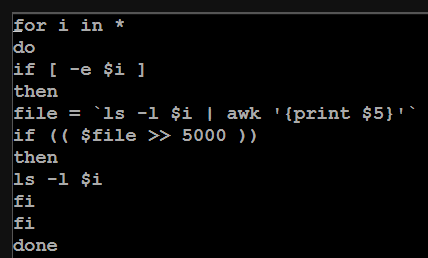 for i in *
do
if [ -e $i ]
then
file = `ls -l $i | awk '{print $5}'`
if (( $file >> 5000 ))
then
ls -l $i
fi
fi
done